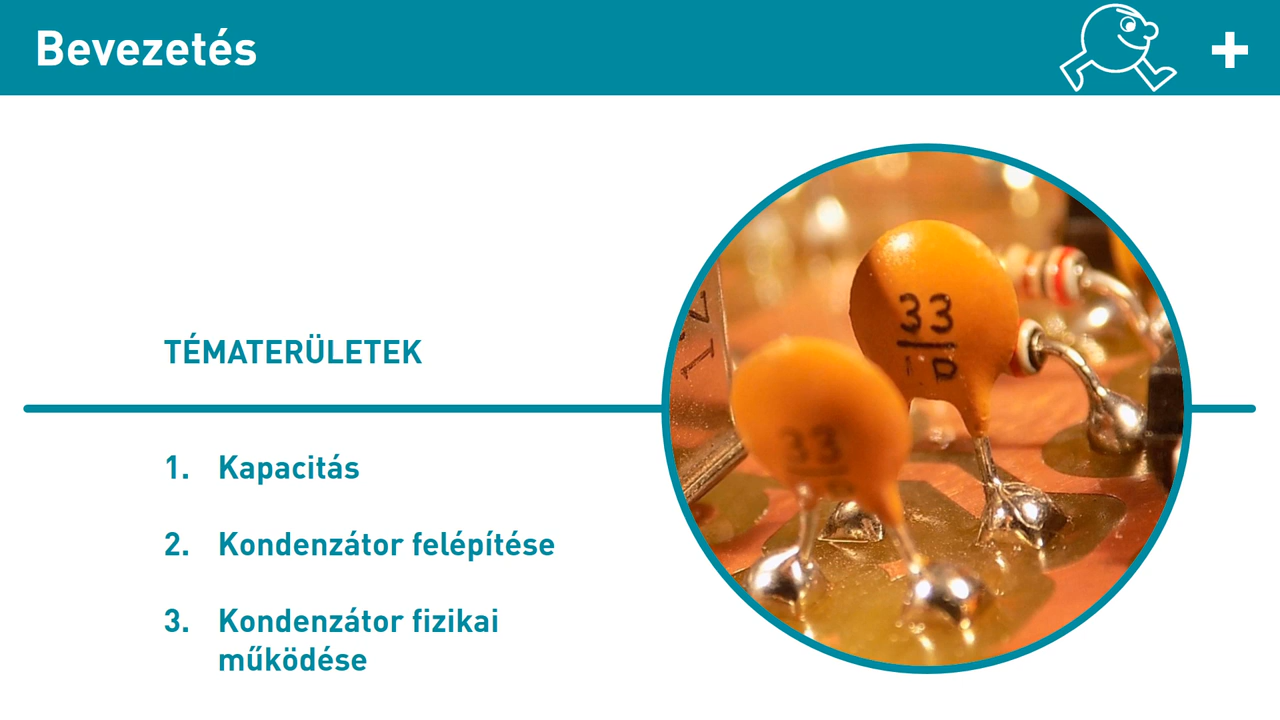 Bevezetés
TÉMATERÜLETEK
1. Kapacitás
2. Kondenzátor felépítése
3. Kondenzátor fizikai
működése
33
33